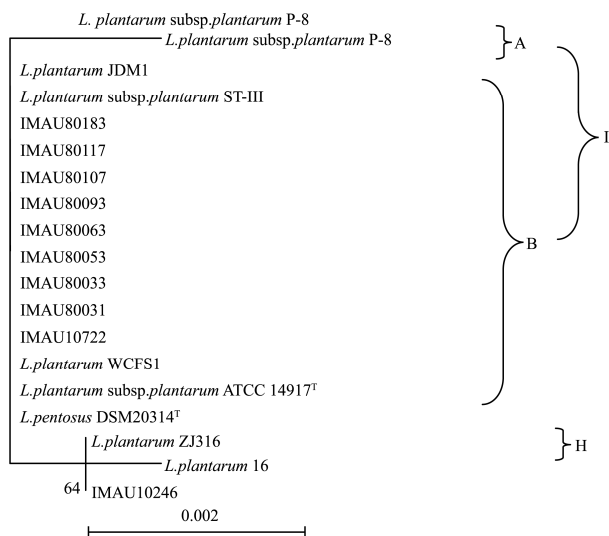 L. plantarum subsp.plantarum P-8
L.plantarum subsp.plantarum P-8
A
L.plantarum JDM1
L.plantarum subsp.plantarum ST-III
IMAU80183
I
IMAU80117
IMAU80107
IMAU80093
IMAU80063
B
IMAU80053
IMAU80033
IMAU80031
IMAU10722
L.plantarum WCFS1
L.plantarum subsp.plantarum ATCC 14917ᵀ
L.pentosus DSM20314ᵀ
L.plantarum ZJ316
H
L.plantarum 16
64
IMAU10246
0.002